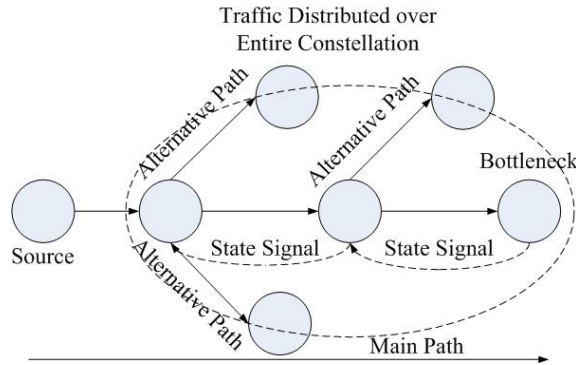 Traffic Distributed over
Entire Constellation
Alternative Path
Alternative Path
Bottleneck
Source
State Signal
State Signal
Alternative Path
Main Path